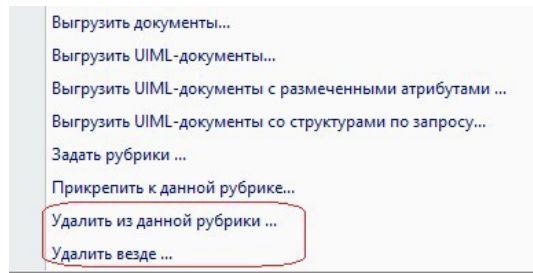 Выгрузить документы...
Выгрузить UIML-документы...
Выгрузить UIML-документы с размеченными атрибутами ...
Выгрузить UIML-документы со структурами по запросу...
Задать рубрики ...
Прикрепить к данной рубрике...
Удалить из данной рубрики ...
Удалить везде ...